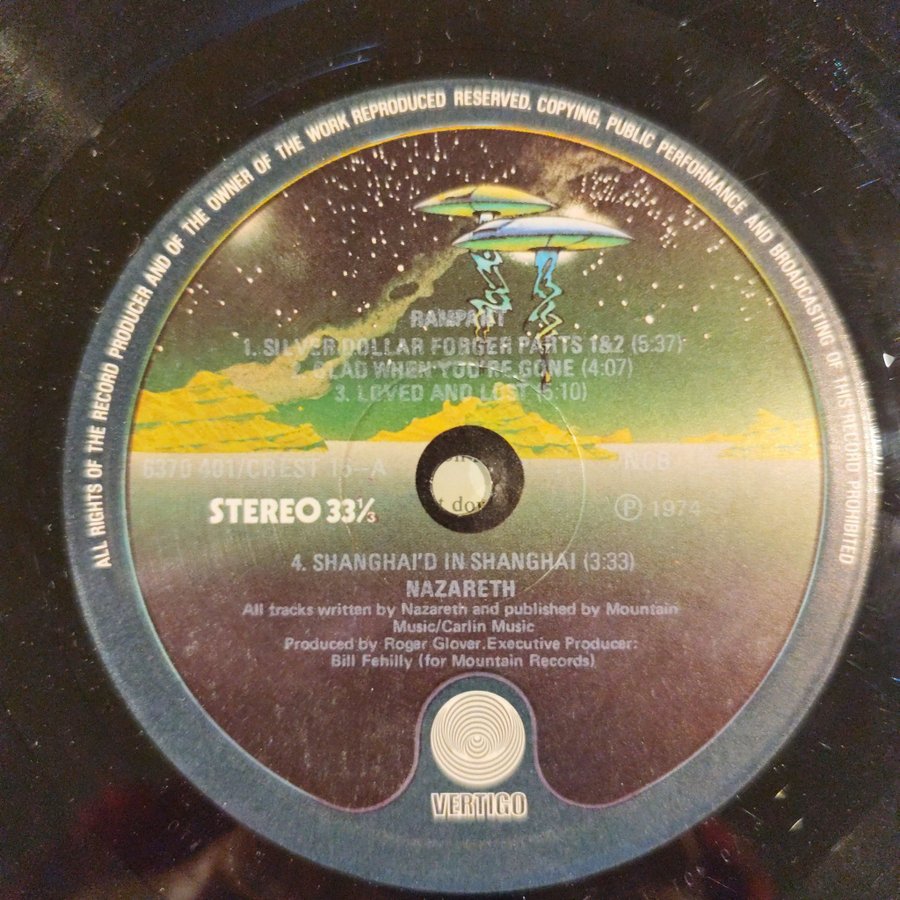 ALL RIGHTS OF THE RECORD PRODUCER AND OF THE OWNER OF THE WORK REPRODUCED RESERVED. COPYING, PUBLIC PERFORMANCE AND BROADCASTING OF THIS RECORD PROHIBITED
RAMPANT
1. SILVER DOLLAR FORGER PARTS 1&2 (5:37)
2. GLAD WHEN YOU'RE GONE (4:07)
3. LOVED AND LOST (5:10)
6370 401/CREST 15-A
STEREO 33⅓
℗ 1974
4. SHANGHAI'D IN SHANGHAI (3:33)
NAZARETH
All tracks written by Nazareth and published by Mountain
Music/Carlin Music
Produced by Roger Glover. Executive Producer:
Bill Fehilly (for Mountain Records)
VERTIGO